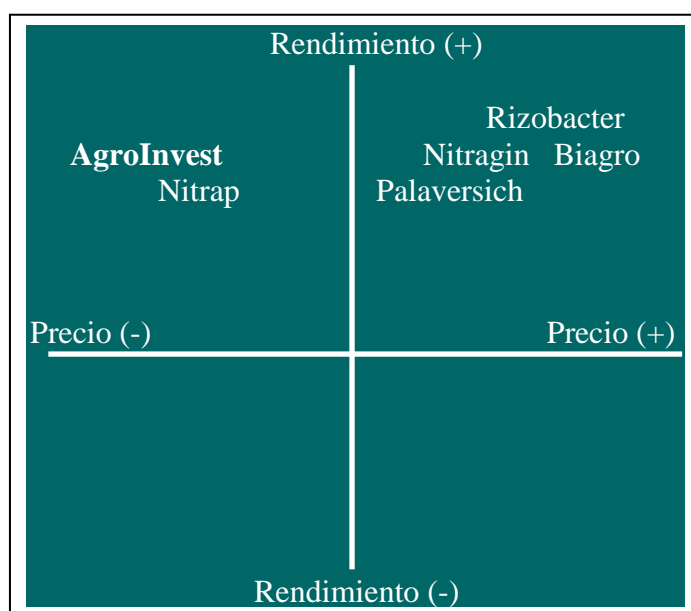 Rendimiento (+)
Rizobacter
AgroInvest Nitragin Biagro
Nitrap Palaversich
Precio (-) Precio (+)
Rendimiento (-)